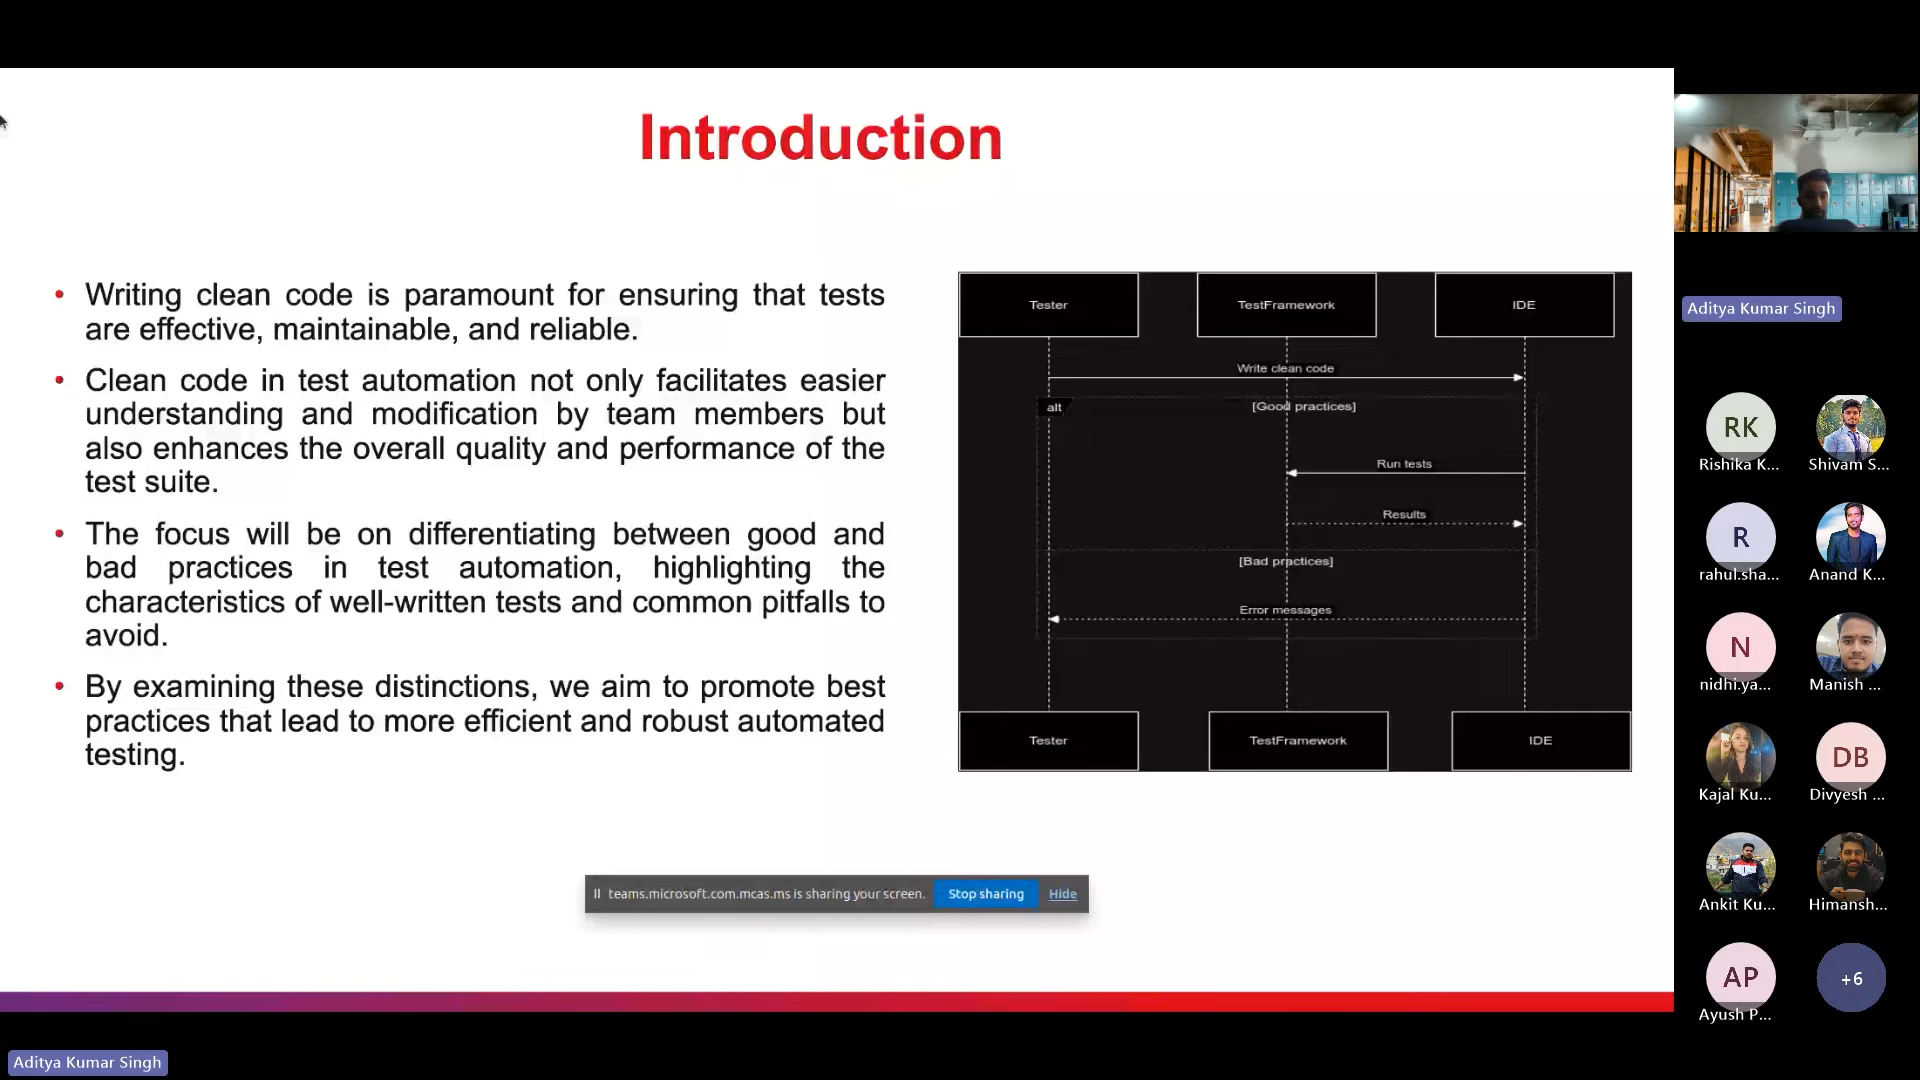 Introduction
• Writing clean code is paramount for ensuring that tests
are effective, maintainable, and reliable.
• Clean code in test automation not only facilitates easier
understanding and modification by team members but
also enhances the overall quality and performance of the
test suite.
• The focus will be on differentiating between good and
bad practices in test automation, highlighting the
characteristics of well-written tests and common pitfalls to
avoid.
• By examining these distinctions, we aim to promote best
practices that lead to more efficient and robust automated
testing.
Tester
TestFramework
IDE
Write clean code
alt
[Good practices]
Run tests
Results
[Bad practices]
Error messages
Tester
TestFramework
IDE
teams.microsoft.com.mcas.ms is sharing your screen. Stop sharing Hide
Aditya Kumar Singh
RK
Rishika K...
Shivam S...
R
rahul.sha...
Anand K...
N
nidhi.ya...
Manish ...
Kajal Ku...
DB
Divyesh ...
Ankit Ku...
Himansh...
AP
Ayush P...
+6
Aditya Kumar Singh